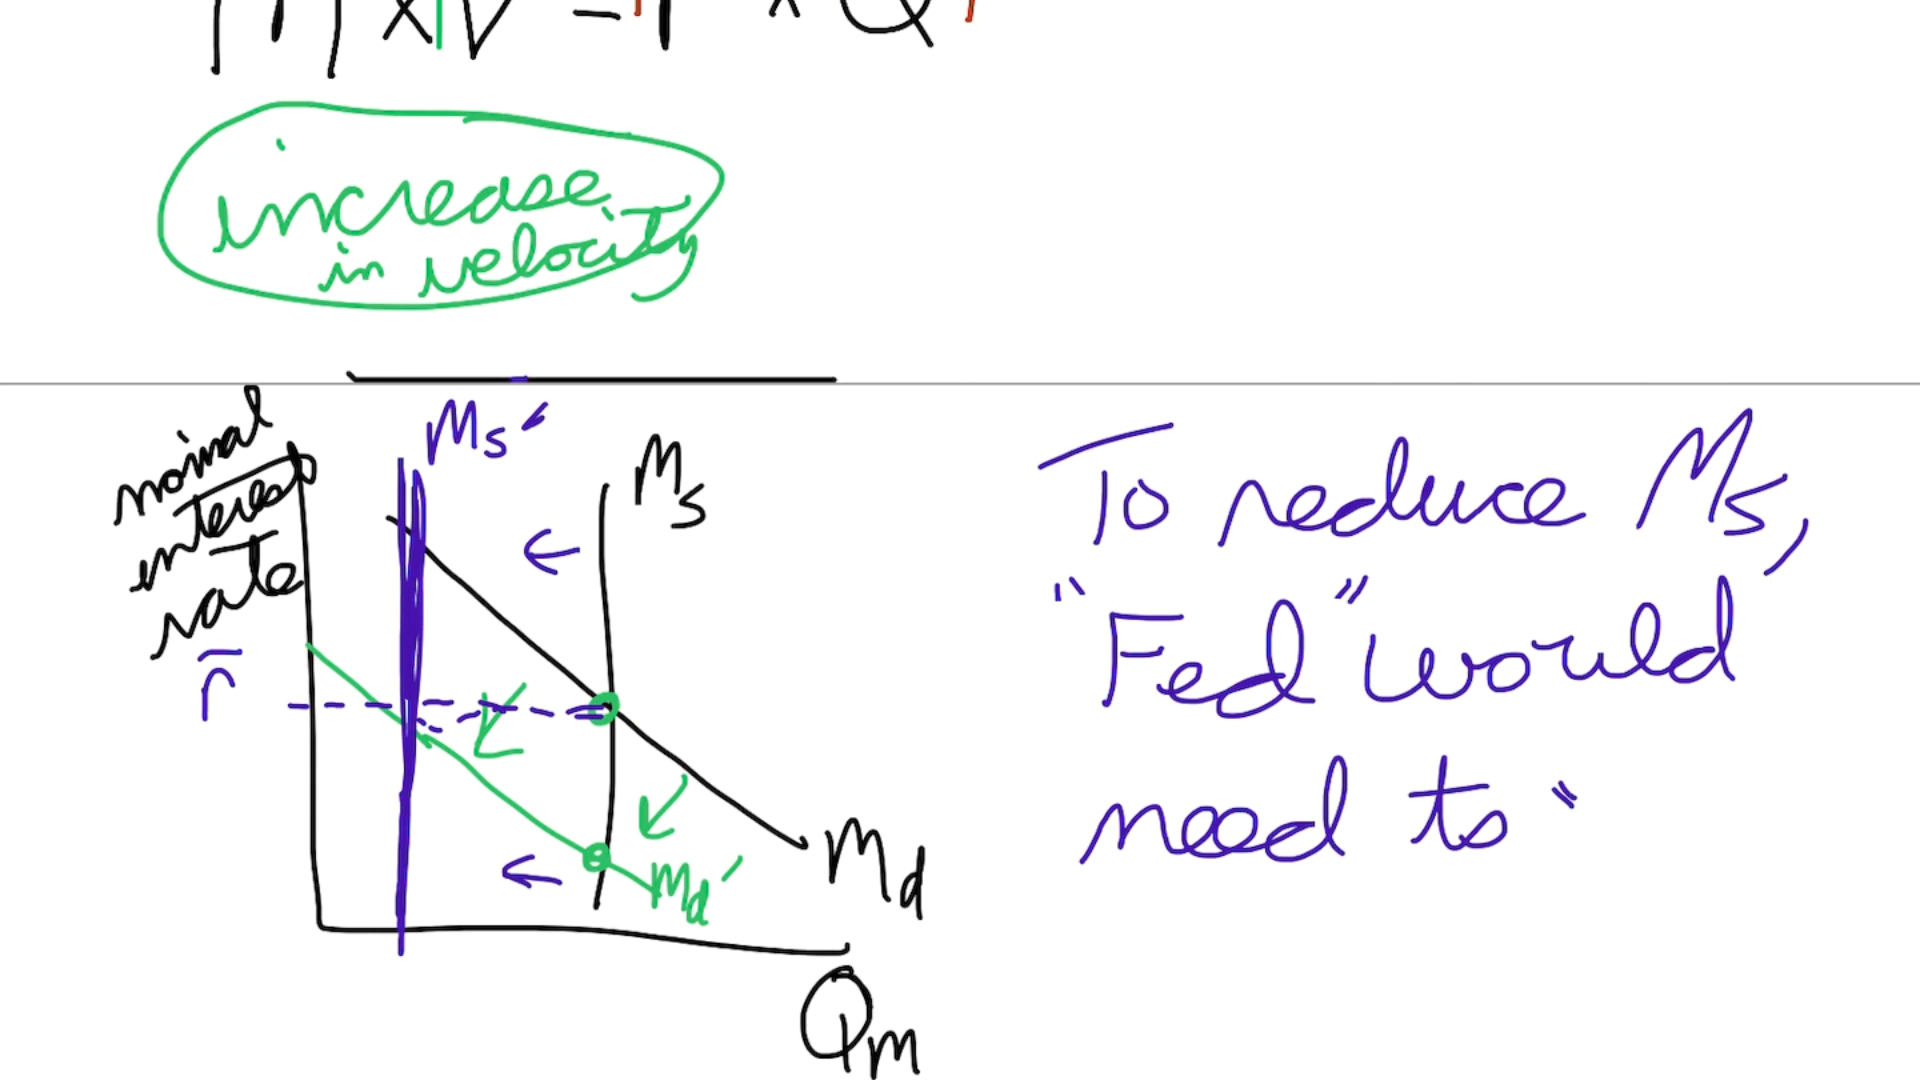 M x V = P x Q
increase
in velocity
Ms'
Ms
nominal
interest
rate
r̄
Md
Md'
Qm
To reduce Ms,
"Fed" would
need to "